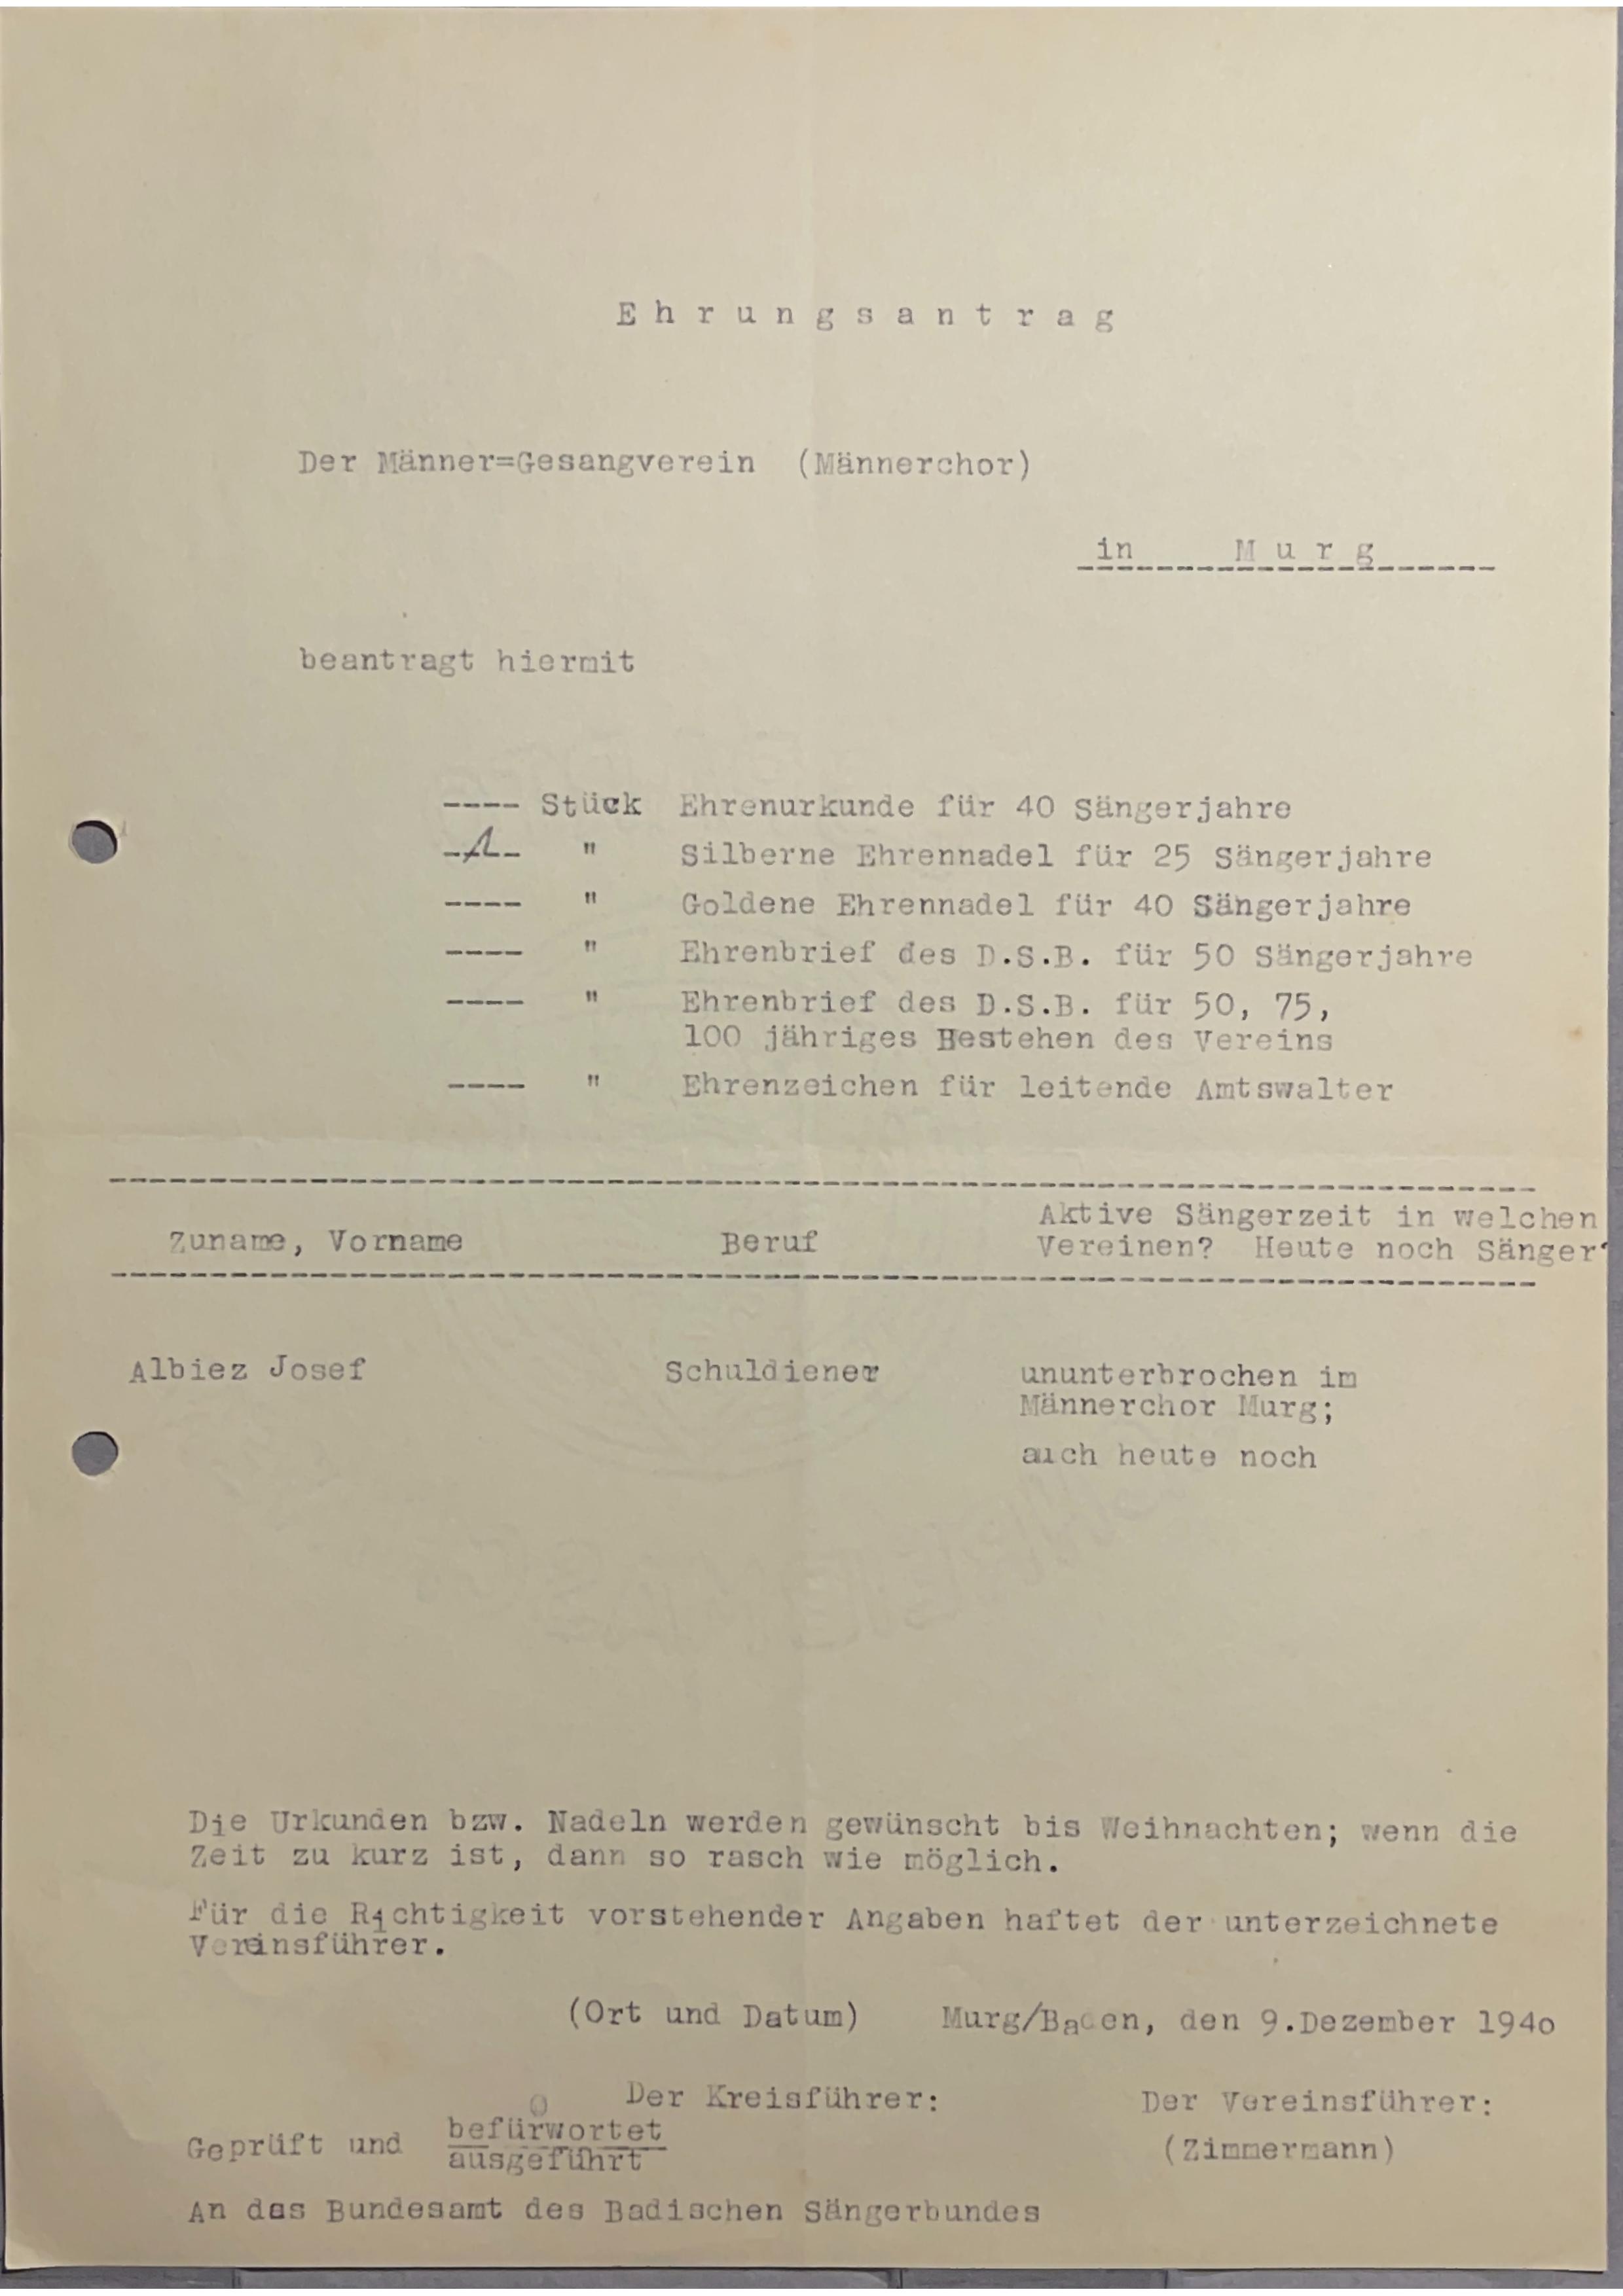 E h r u n g s a n t r a g
Der Männer=Gesangverein (Männerchor)
in M u r g
beantragt hiermit
---- Stück Ehrenurkunde für 40 Sängerjahre
-1- " Silberne Ehrennadel für 25 Sängerjahre
---- " Goldene Ehrennadel für 40 Sängerjahre
---- " Ehrenbrief des D.S.B. für 50 Sängerjahre
---- " Ehrenbrief des D.S.B. für 50, 75,
100 jähriges Bestehen des Vereins
---- " Ehrenzeichen für leitende Amtswalter
Aktive Sängerzeit in welchen
Zuname, Vorname Beruf Vereinen? Heute noch Sänger
Albiez Josef Schuldiener ununterbrochen im
Männerchor Murg;
auch heute noch
Die Urkunden bzw. Nadeln werden gewünscht bis Weihnachten; wenn die
Zeit zu kurz ist, dann so rasch wie möglich.
Für die Richtigkeit vorstehender Angaben haftet der unterzeichnete
Vereinsführer.
(Ort und Datum) Murg/Baden, den 9.Dezember 194o
Der Kreisführer: Der Vereinsführer:
Geprüft und befürwortet
ausgeführt (Zimmermann)
An das Bundesamt des Badischen Sängerbundes